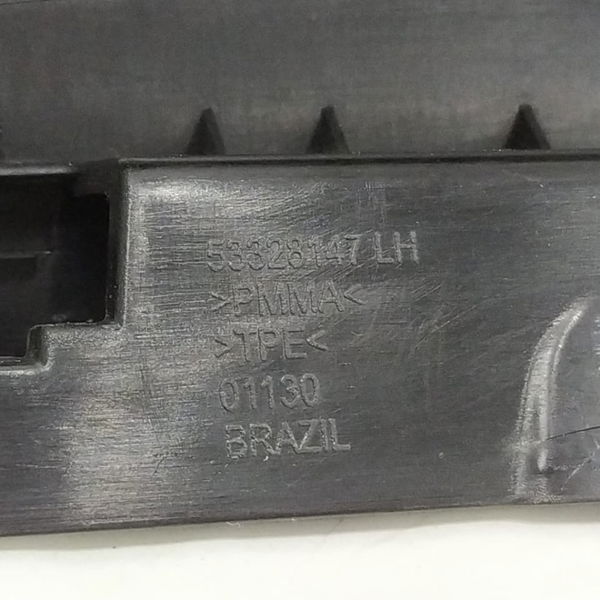 53328147 LH
>PMMA<
>TPE<
01130
BRAZIL